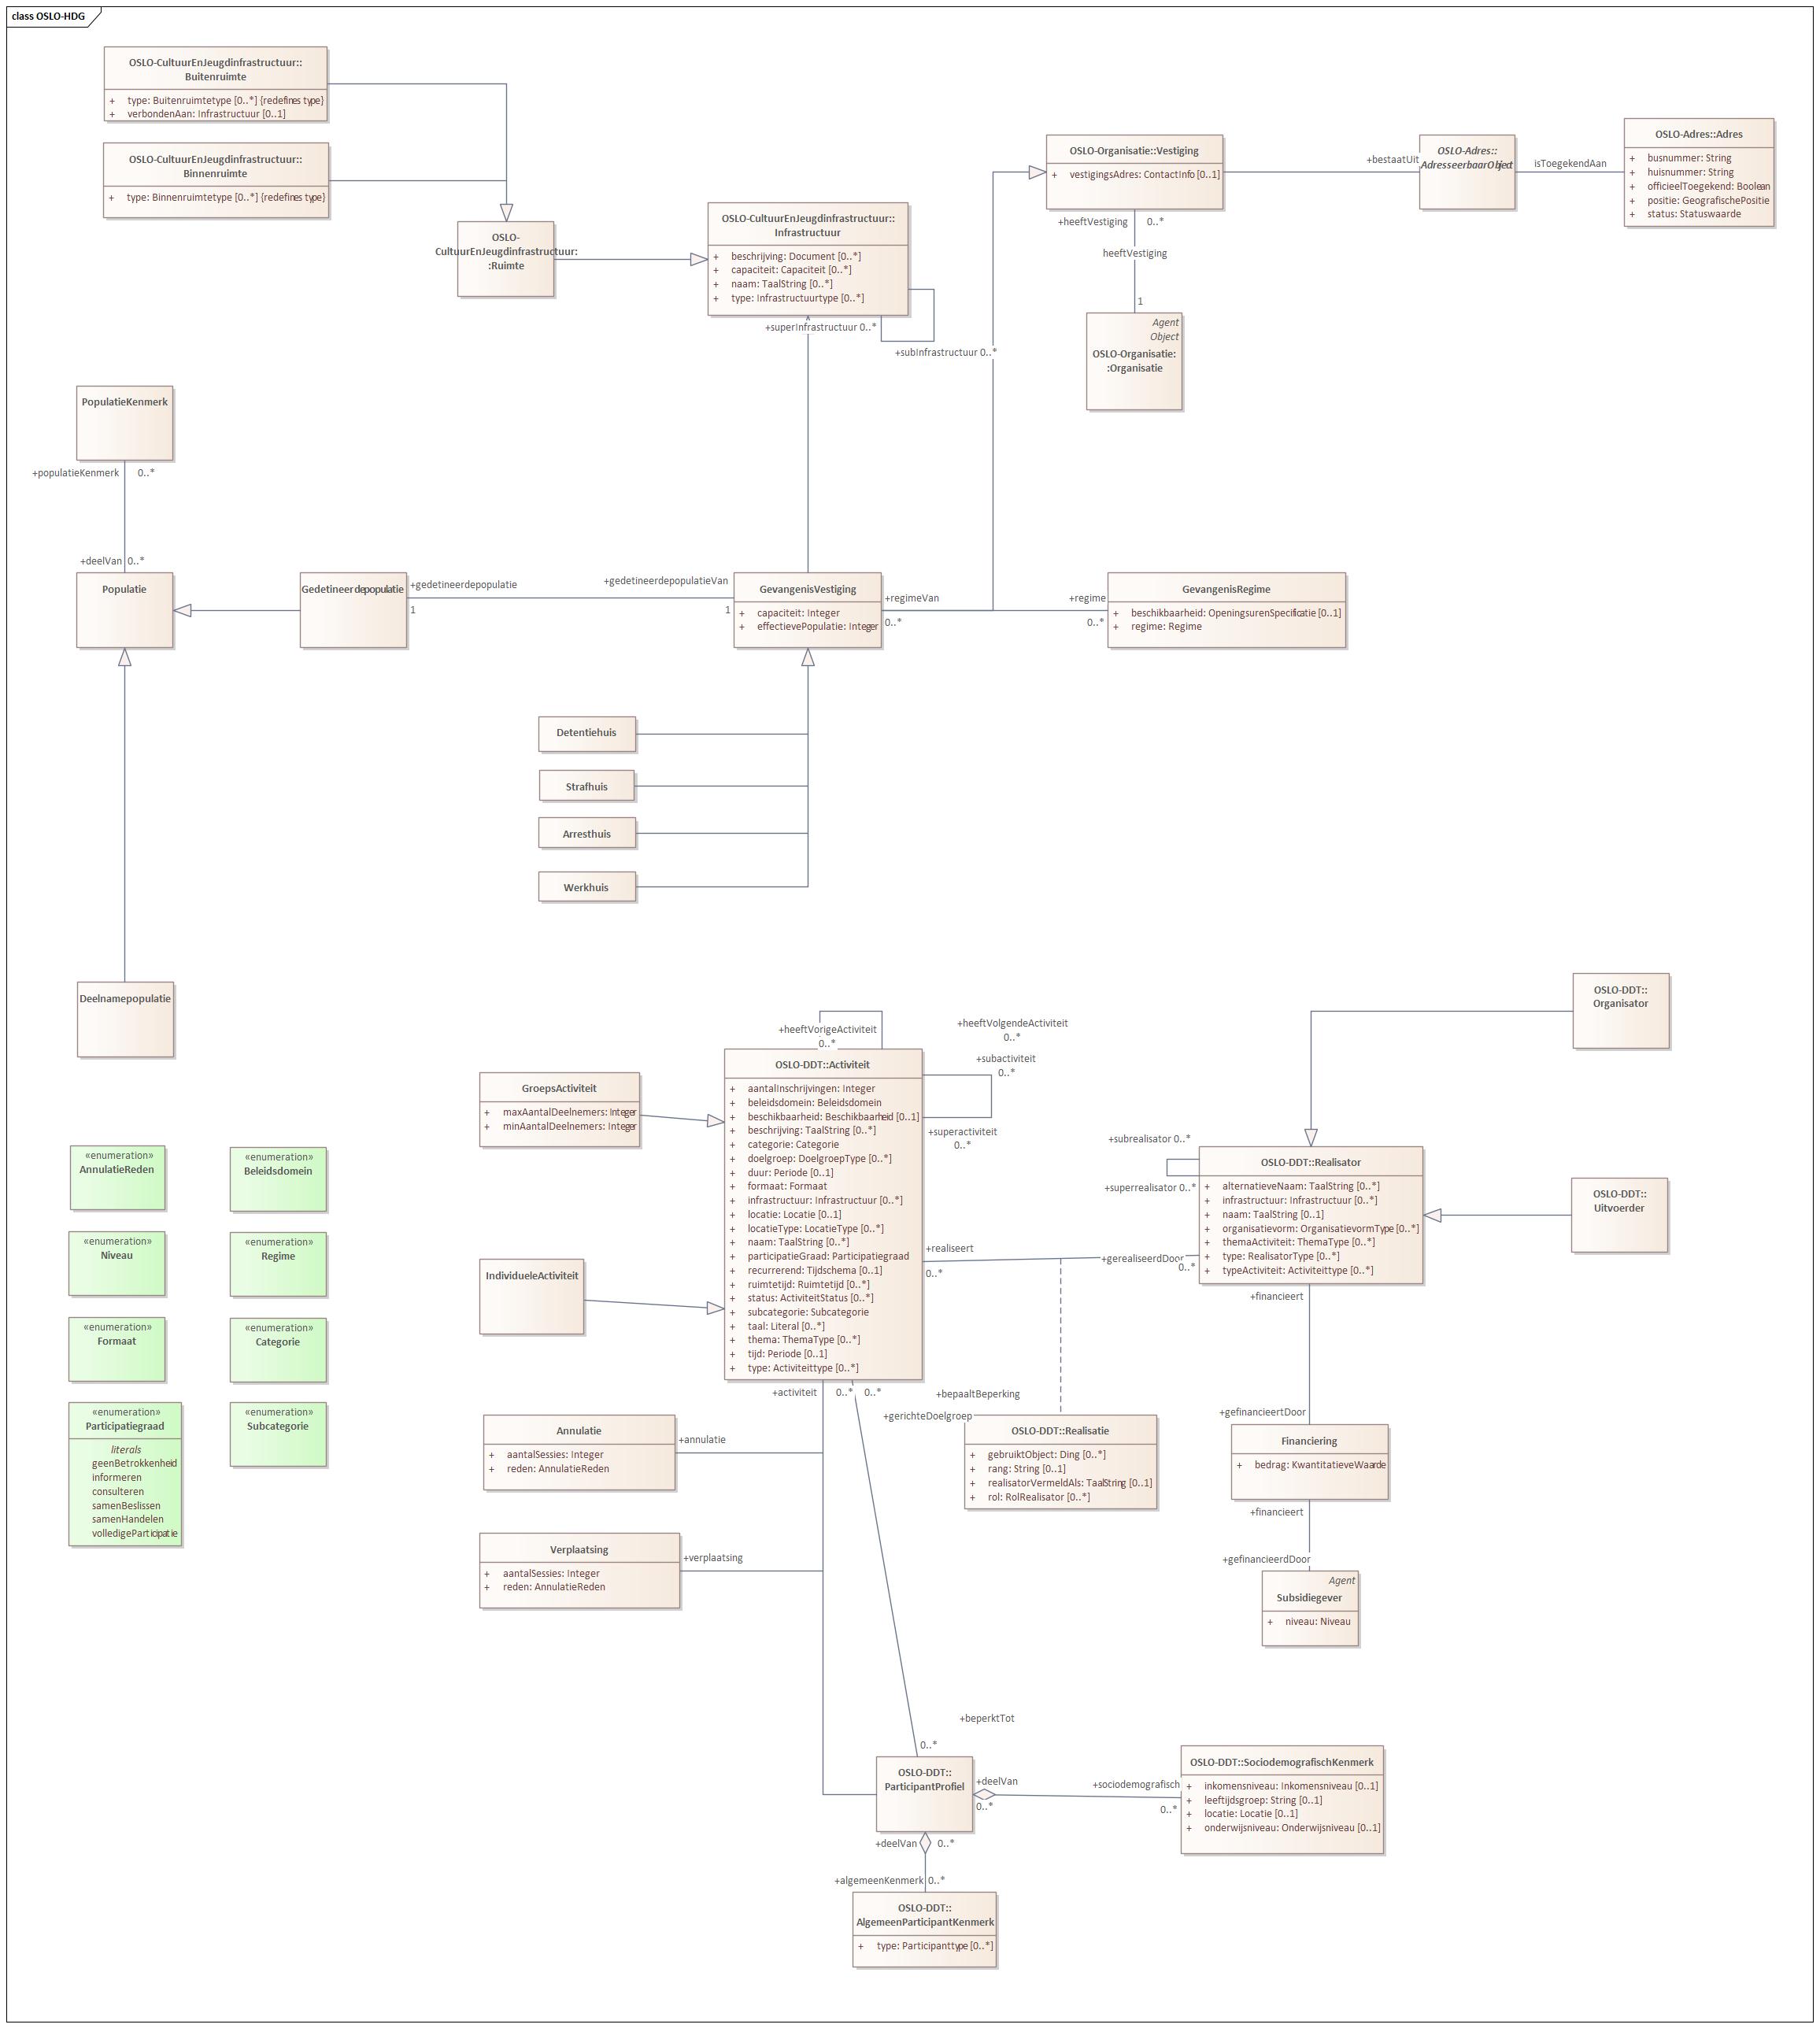 class OSLO-HDG
OSLO-CultuurEnJeugdinfrastructuur::
Buitenruimte
+ type: Buitenruimtetype [0..*] {redefines type}
+ verbondenAan: Infrastructuur [0..1]
OSLO-CultuurEnJeugdinfrastructuur::
Binnenruimte
+ type: Binnenruimtetype [0..*] {redefines type}
OSLO-
CultuurEnJeugdinfrastructuur:
:Ruimte
OSLO-CultuurEnJeugdinfrastructuur::
Infrastructuur
+ beschrijving: Document [0..*]
+ capaciteit: Capaciteit [0..*]
+ naam: TaalString [0..*]
+ type: Infrastructuurtype [0..*]
+superInfrastructuur 0..*
+subInfrastructuur 0..*
OSLO-Organisatie::Vestiging
+ vestigingsAdres: ContactInfo [0..1]
+bestaatUit
OSLO-Adres::
AdresseerbaarObject
isToegekendAan
OSLO-Adres::Adres
+ busnummer: String
+ huisnummer: String
+ officieelToegekend: Boolean
+ positie: GeografischePositie
+ status: Statuswaarde
+heeftVestiging 0..*
heeftVestiging
1
Agent
Object
OSLO-Organisatie:
:Organisatie
PopulatieKenmerk
+populatieKenmerk 0..*
+deelVan 0..*
Populatie
Gedetineerdepopulatie
+gedetineerdepopulatie
1
+gedetineerdepopulatieVan
1
GevangenisVestiging
+ capaciteit: Integer
+ effectievePopulatie: Integer
+regimeVan
0..*
+regime
0..*
GevangenisRegime
+ beschikbaarheid: OpeningsurenSpecificatie [0..1]
+ regime: Regime
Detentiehuis
Strafhuis
Arresthuis
Werkhuis
Deelnamepopulatie
+heeftVorigeActiviteit
0..*
+heeftVolgendeActiviteit
0..*
+subactiviteit
0..*
+superactiviteit
0..*
OSLO-DDT::Activiteit
+ aantalInschrijvingen: Integer
+ beleidsdomein: Beleidsdomein
+ beschikbaarheid: Beschikbaarheid [0..1]
+ beschrijving: TaalString [0..*]
+ categorie: Categorie
+ doelgroep: DoelgroepType [0..*]
+ duur: Periode [0..1]
+ formaat: Formaat
+ infrastructuur: Infrastructuur [0..*]
+ locatie: Locatie [0..1]
+ locatieType: LocatieType [0..*]
+ naam: TaalString [0..*]
+ participatieGraad: Participatiegraad
+ recurrerend: Tijdschema [0..1]
+ ruimtetijd: Ruimtetijd [0..*]
+ status: ActiviteitStatus [0..*]
+ subcategorie: Subcategorie
+ taal: Literal [0..*]
+ thema: ThemaType [0..*]
+ tijd: Periode [0..1]
+ type: Activiteittype [0..*]
GroepsActiviteit
+ maxAantalDeelnemers: Integer
+ minAantalDeelnemers: Integer
IndividueleActiviteit
OSLO-DDT::
Organisator
+subrealisator 0..*
+superrealisator 0..*
OSLO-DDT::Realisator
+ alternatieveNaam: TaalString [0..*]
+ infrastructuur: Infrastructuur [0..*]
+ naam: TaalString [0..1]
+ organisatievorm: OrganisatievormType [0..*]
+ themaActiviteit: ThemaType [0..*]
+ type: RealisatorType [0..*]
+ typeActiviteit: Activiteittype [0..*]
OSLO-DDT::
Uitvoerder
+realiseert
0..*
+gerealiseerdDoor
0..*
«enumeration»
AnnulatieReden
«enumeration»
Beleidsdomein
«enumeration»
Niveau
«enumeration»
Regime
«enumeration»
Formaat
«enumeration»
Categorie
«enumeration»
Participatiegraad
literals
geenBetrokkenheid
informeren
consulteren
samenBeslissen
samenHandelen
volledigeParticipatie
«enumeration»
Subcategorie
+activiteit 0..* 0..*
+bepaaltBeperking
+gerichteDoelgroep
OSLO-DDT::Realisatie
+ gebruiktObject: Ding [0..*]
+ rang: String [0..1]
+ realisatorVermeldAls: TaalString [0..1]
+ rol: RolRealisator [0..*]
+financiert
+gefinancieertDoor
Financiering
+ bedrag: KwantitatieveWaarde
+financiert
+gefinancieerdDoor
Agent
Subsidiegever
+ niveau: Niveau
Annulatie
+ aantalSessies: Integer
+ reden: AnnulatieReden
+annulatie
Verplaatsing
+ aantalSessies: Integer
+ reden: AnnulatieReden
+verplaatsing
+beperktTot
0..*
OSLO-DDT::
ParticipantProfiel
+deelVan
0..*
+sociodemografisch
0..*
OSLO-DDT::SociodemografischKenmerk
+ inkomensniveau: Inkomensniveau [0..1]
+ leeftijdsgroep: String [0..1]
+ locatie: Locatie [0..1]
+ onderwijsniveau: Onderwijsniveau [0..1]
+deelVan 0..*
+algemeenKenmerk 0..*
OSLO-DDT::
AlgemeenParticipantKenmerk
+ type: Participanttype [0..*]